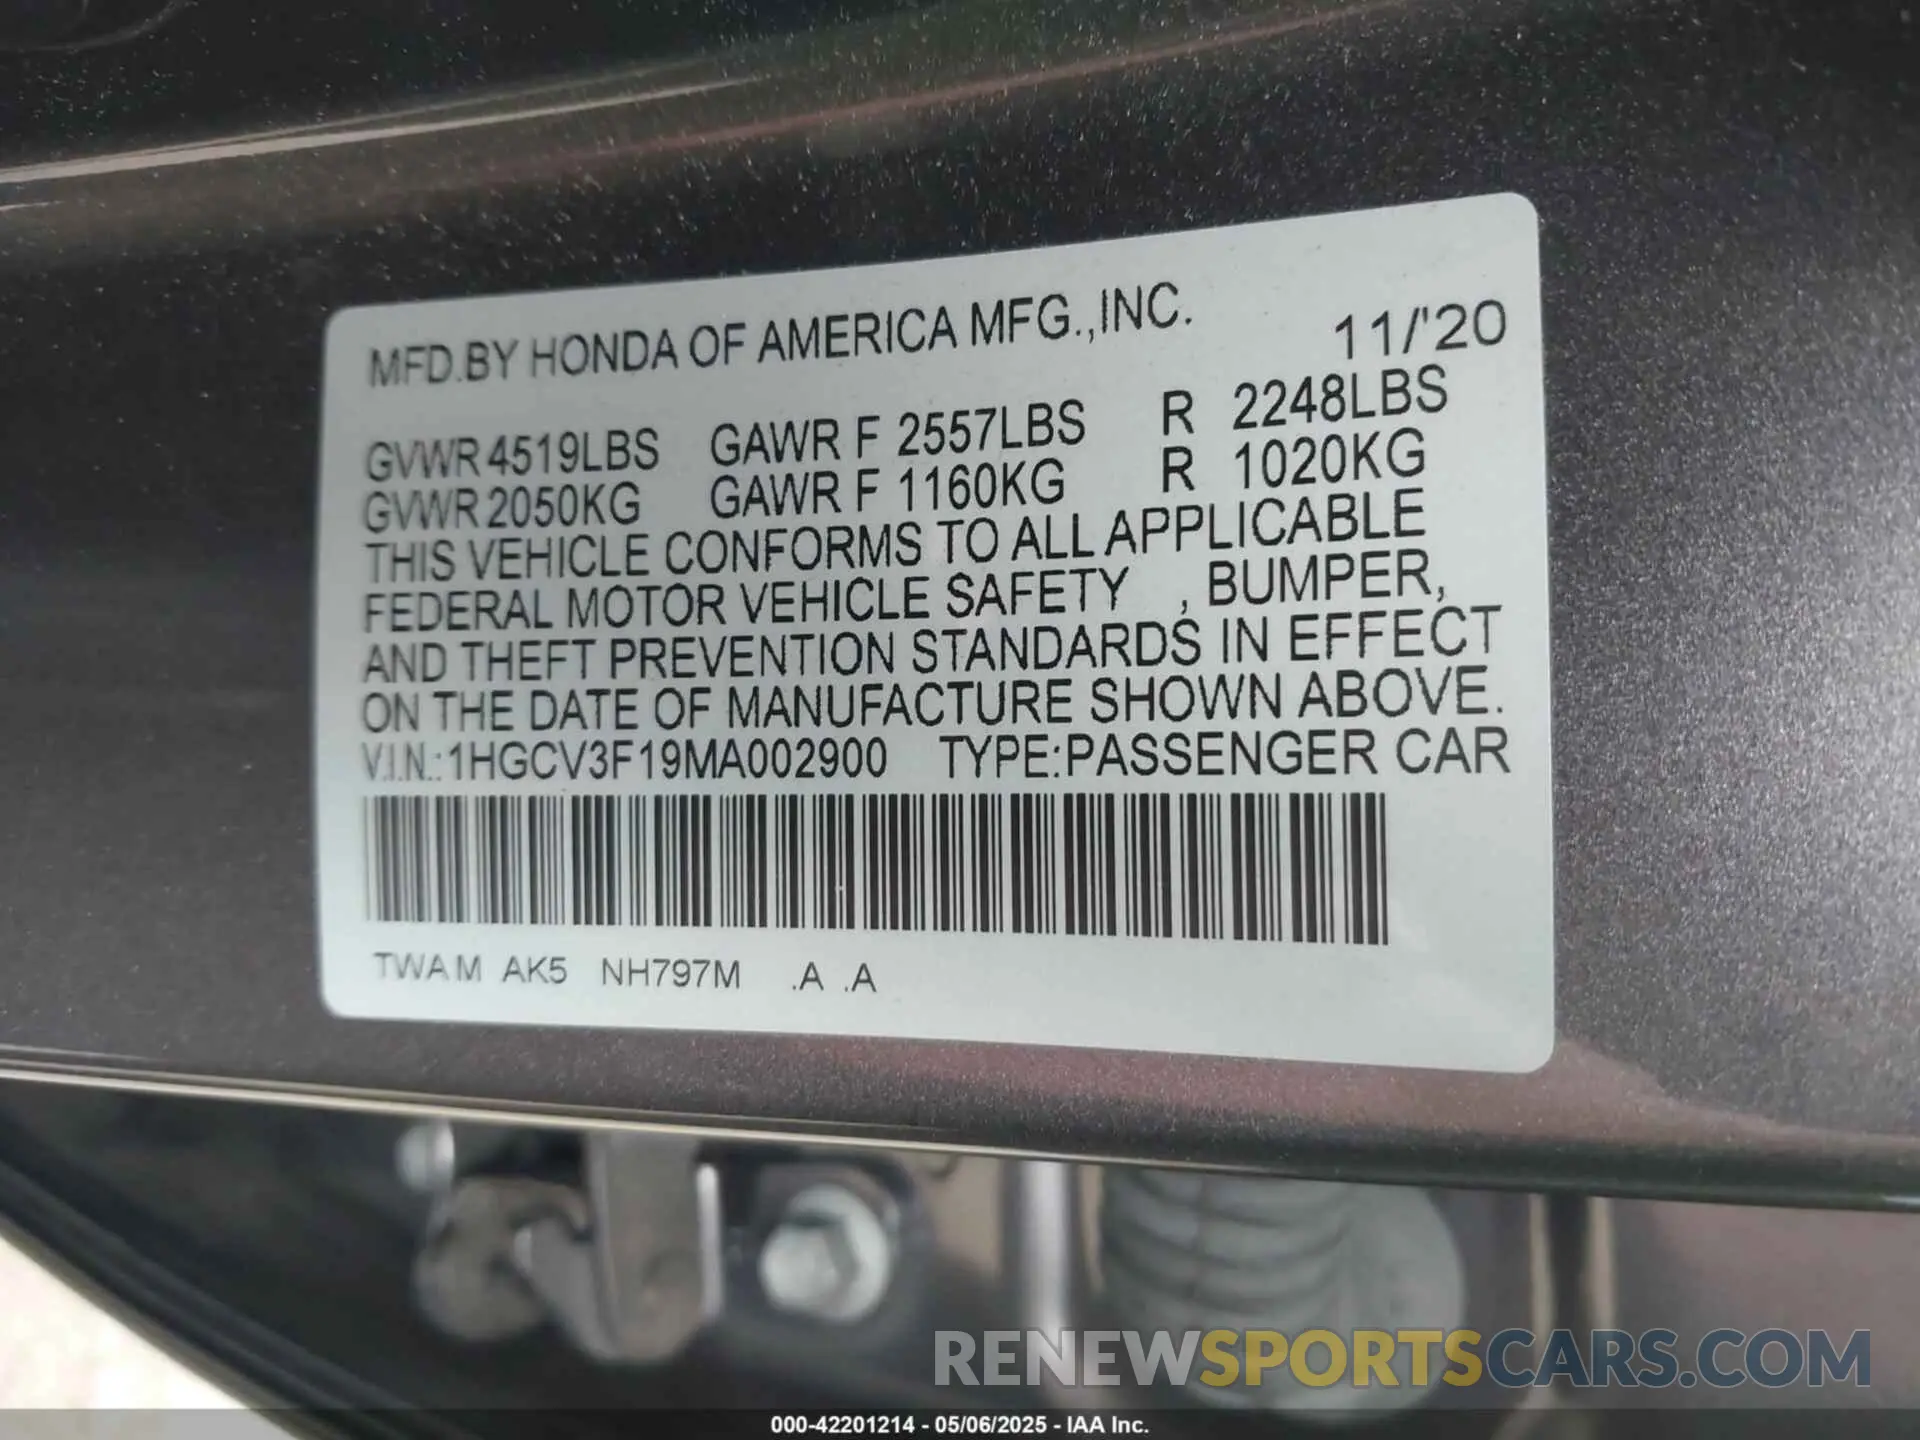 MFD.BY HONDA OF AMERICA MFG.,INC. 11/'20
GVWR 4519LBS GAWR F 2557LBS R 2248LBS
GVWR 2050KG GAWR F 1160KG R 1020KG
THIS VEHICLE CONFORMS TO ALL APPLICABLE
FEDERAL MOTOR VEHICLE SAFETY , BUMPER,
AND THEFT PREVENTION STANDARDS IN EFFECT
ON THE DATE OF MANUFACTURE SHOWN ABOVE.
V.I.N.:1HGCV3F19MA002900 TYPE:PASSENGER CAR
TWAM AK5 NH797M .A .A
RENEWSPORTSCARS.COM
000-42201214 - 05/06/2025 - IAA Inc.